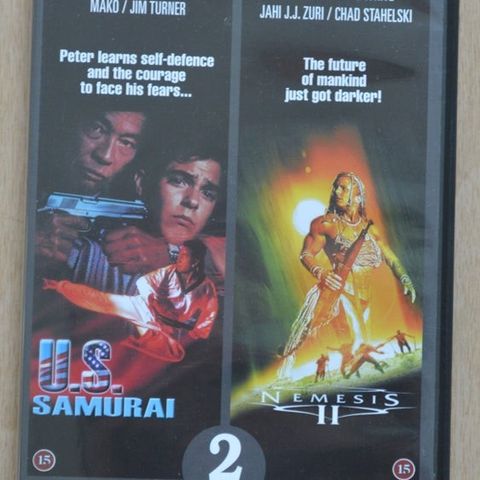 MAKO / JIM TURNER
Peter learns self-defence
and the courage
to face his fears...
U.S.
SAMURAI
15
JAHI J.J. ZURI / CHAD STAHELSKI
The future
of mankind
just got darker!
NEMESIS
II
15
2